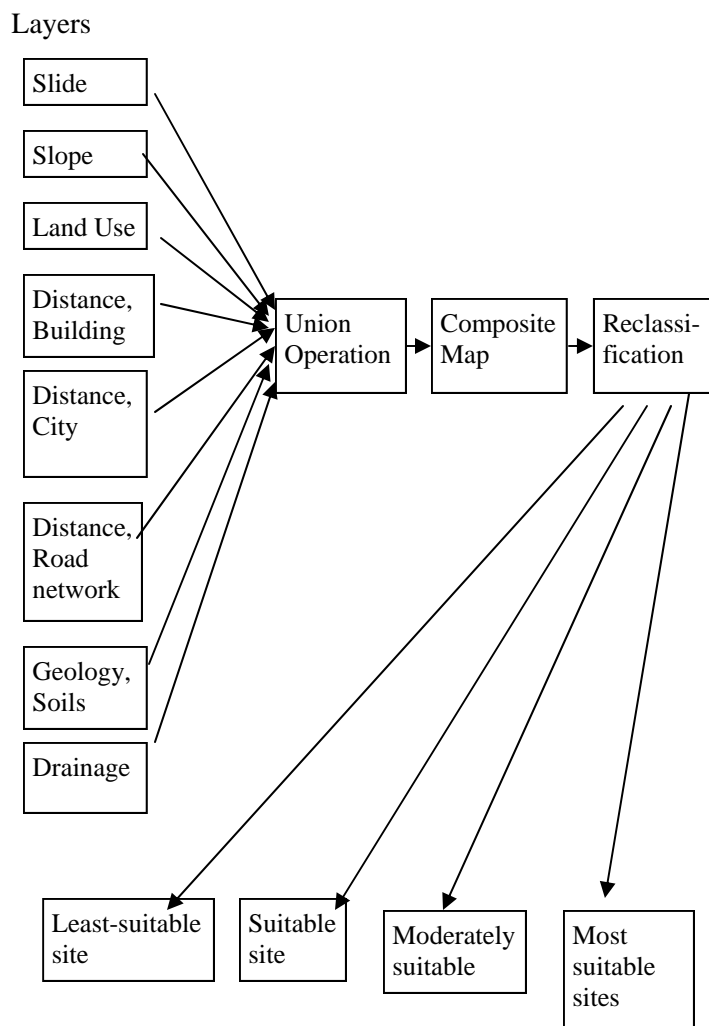 Layers
Slide
Slope
Land Use
Distance,
Building
Distance,
City
Distance,
Road
network
Geology,
Soils
Drainage
Union
Operation
Composite
Map
Reclassi-
fication
Least-suitable
site
Suitable
site
Moderately
suitable
Most
suitable
sites